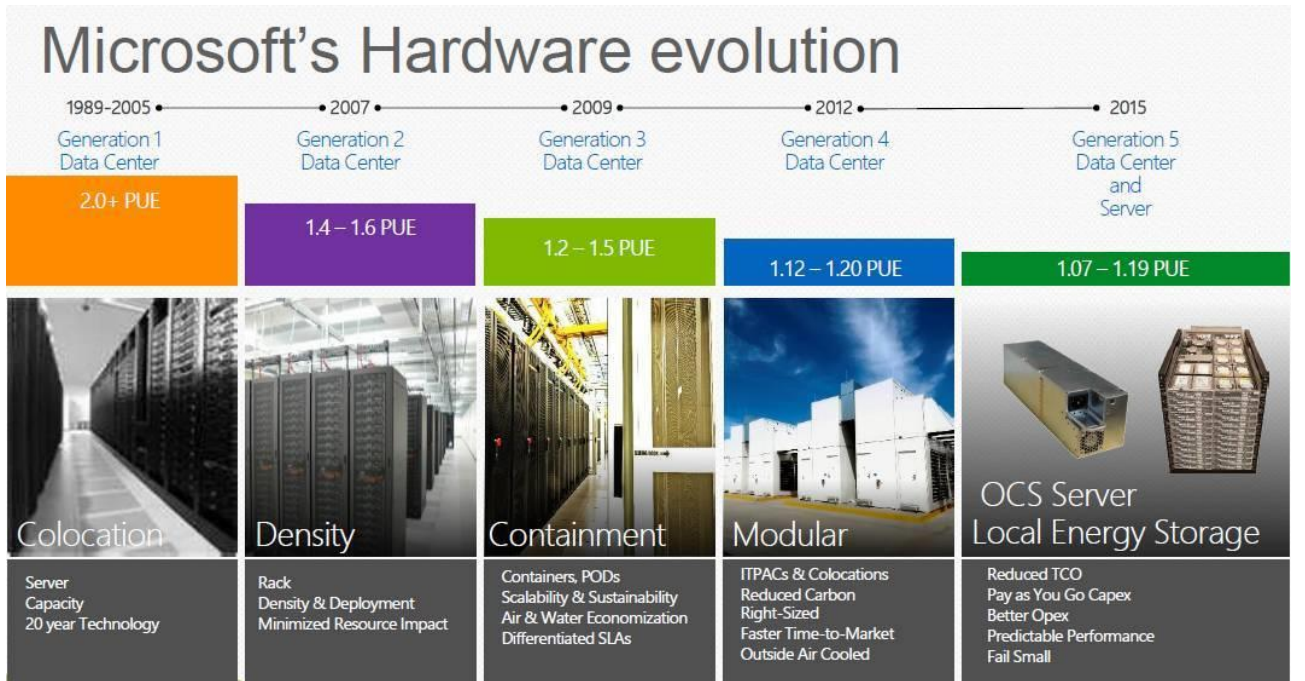 Microsoft's Hardware evolution
1989-2005
2007
2009
2012
2015
Generation 1
Data Center
Generation 2
Data Center
Generation 3
Data Center
Generation 4
Data Center
Generation 5
Data Center
and
Server
2.0+ PUE
1.4 – 1.6 PUE
1.2 – 1.5 PUE
1.12 – 1.20 PUE
1.07 – 1.19 PUE
Colocation
Density
Containment
Modular
OCS Server
Local Energy Storage
Server
Capacity
20 year Technology
Rack
Density & Deployment
Minimized Resource Impact
Containers, PODs
Scalability & Sustainability
Air & Water Economization
Differentiated SLAs
ITPACs & Colocations
Reduced Carbon
Right-Sized
Faster Time-to-Market
Outside Air Cooled
Reduced TCO
Pay as You Go Capex
Better Opex
Predictable Performance
Fail Small